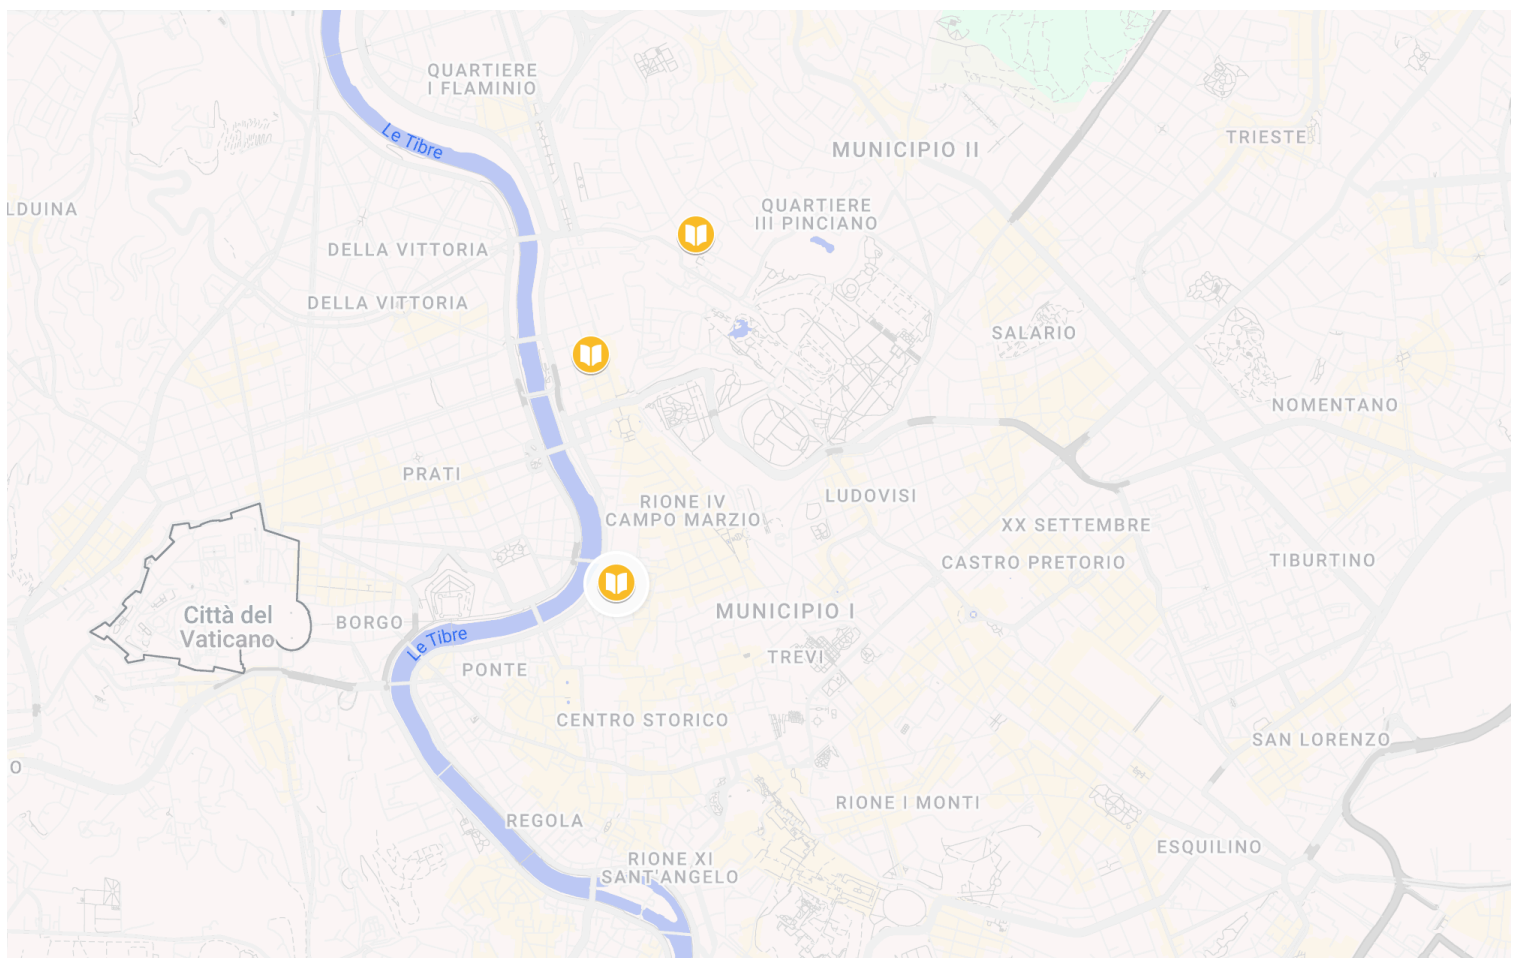 QUARTIERE
I FLAMINIO
Le Tibre
TRIESTE
MUNICIPIO II
LDUINA
QUARTIERE
III PINCIANO
DELLA VITTORIA
DELLA VITTORIA
SALARIO
NOMENTANO
PRATI
LUDOVISI
RIONE IV
CAMPO MARZIO
XX SETTEMBRE
CASTRO PRETORIO
TIBURTINO
Città del
Vaticano
BORGO
MUNICIPIO I
Le Tibre
TREVI
PONTE
CENTRO STORICO
SAN LORENZO
O
RIONE I MONTI
REGOLA
ESQUILINO
RIONE XI
SANT'ANGELO